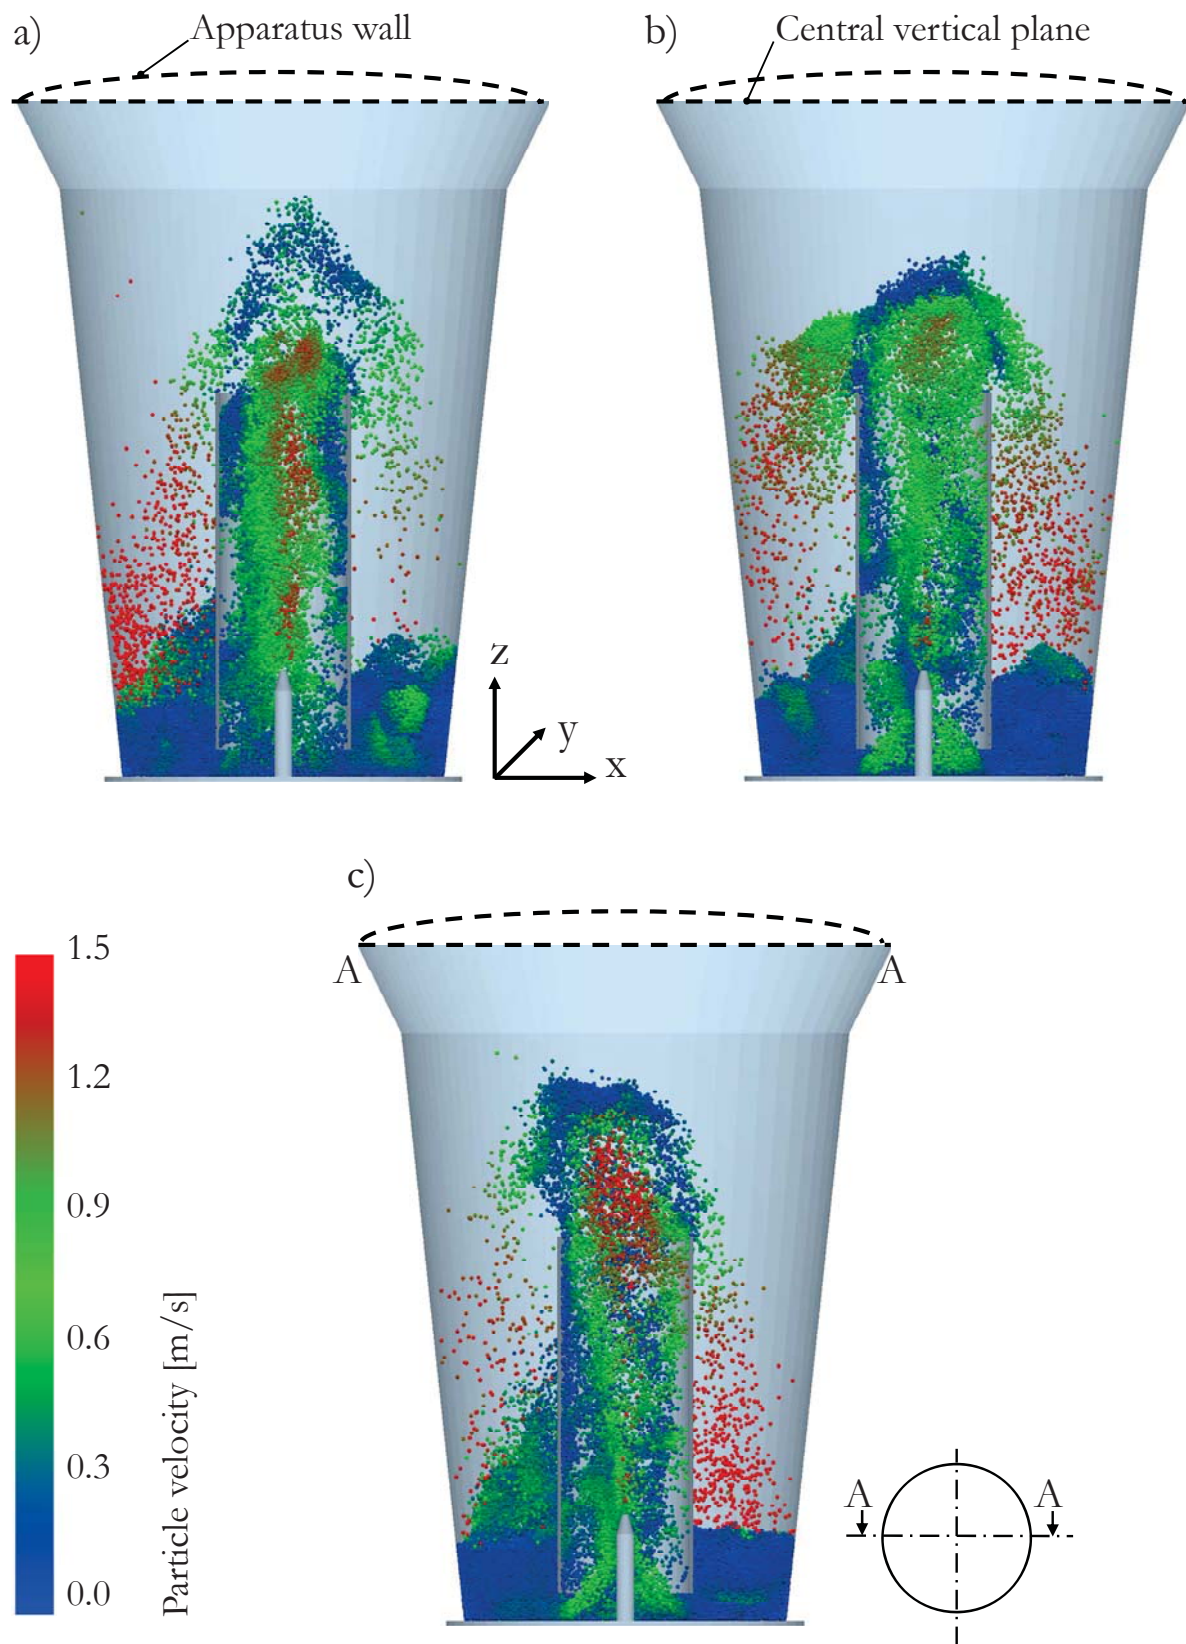 a)
Apparatus wall
b)
Central vertical plane
z
y
x
c)
A
A
1.5
1.2
0.9
0.6
0.3
0.0
Particle velocity [m/s]
A
A